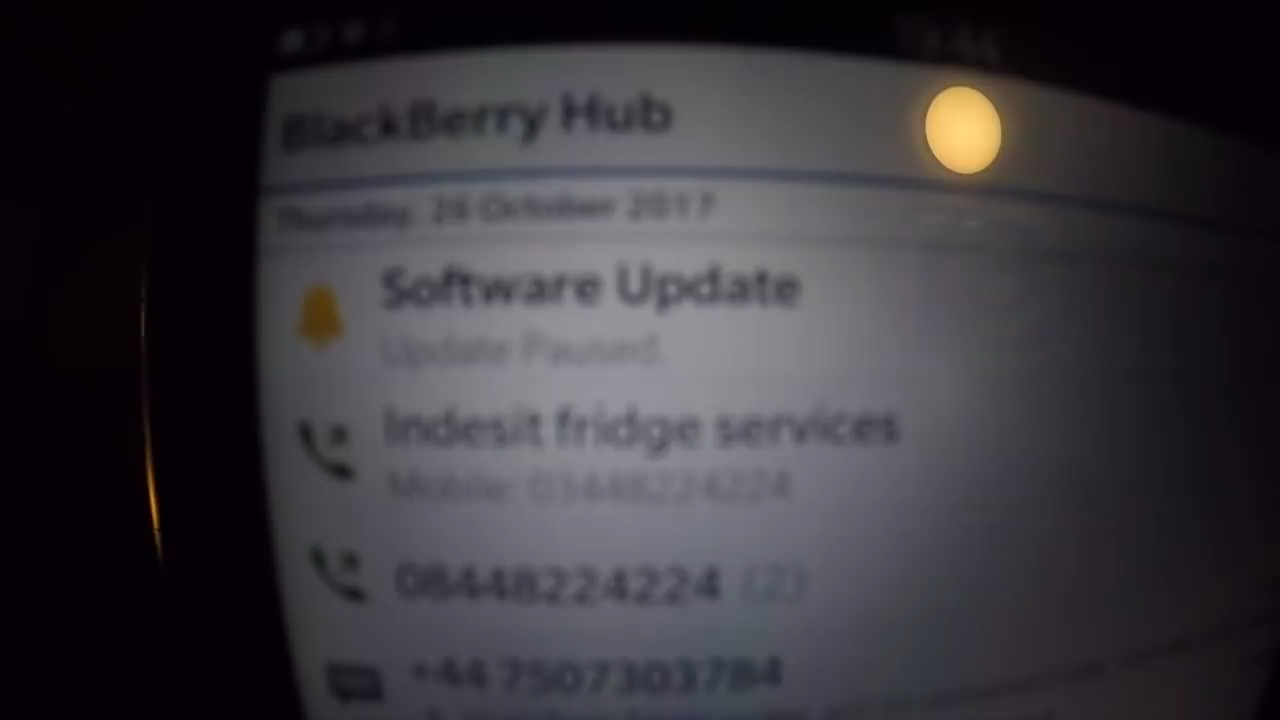 BlackBerry Hub
Thursday, 26 October 2017
Software Update
Update Paused.
Indesit fridge services
Mobile: 03448224224
08448224224 (2)
+44 7507303784